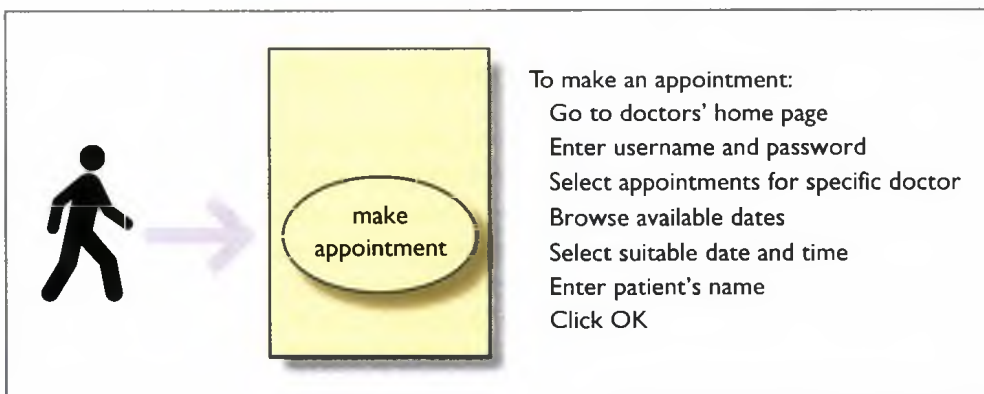 make
appointment
To make an appointment:
Go to doctors' home page
Enter username and password
Select appointments for specific doctor
Browse available dates
Select suitable date and time
Enter patient's name
Click OK